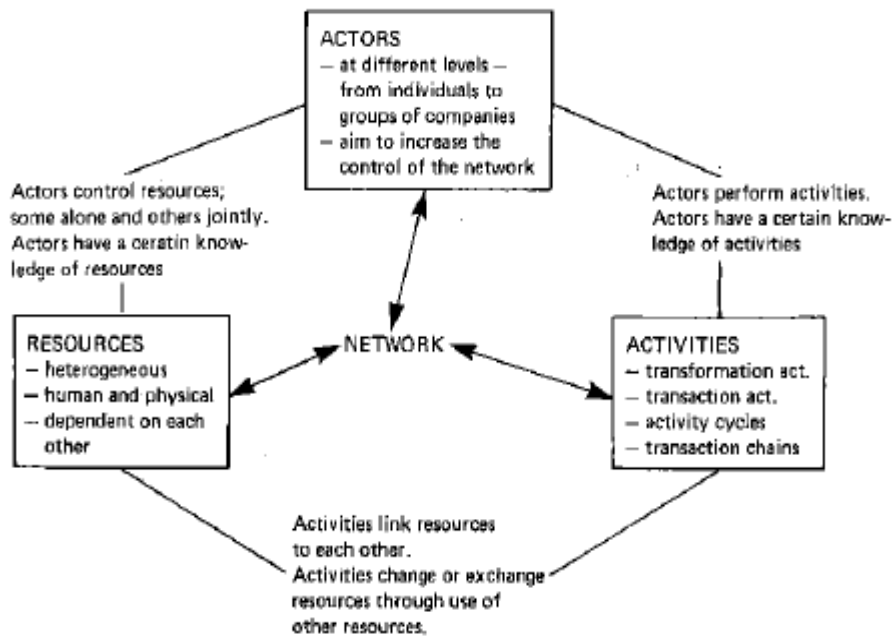 ACTORS
– at different levels –
from individuals to
groups of companies
– aim to increase the
control of the network
Actors control resources;
some alone and others jointly.
Actors have a ceratin know-
ledge of resources
Actors perform activities.
Actors have a certain know-
ledge of activities
RESOURCES
– heterogeneous
– human and physical
– dependent on each
other
NETWORK
ACTIVITIES
– transformation act.
– transaction act.
– activity cycles
– transaction chains
Activities link resources
to each other.
Activities change or exchange
resources through use of
other resources.